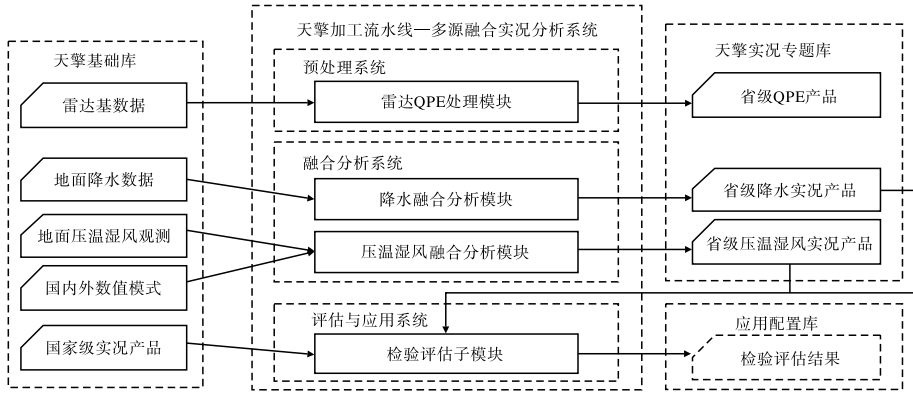 天擎基础库
雷达基数据
地面降水数据
地面压温湿风观测
国内外数值模式
国家级实况产品
天擎加工流水线—多源融合实况分析系统
预处理系统
雷达QPE处理模块
融合分析系统
降水融合分析模块
压温湿风融合分析模块
评估与应用系统
检验评估子模块
天擎实况专题库
省级QPE产品
省级降水实况产品
省级压温湿风实况产品
应用配置库
检验评估结果